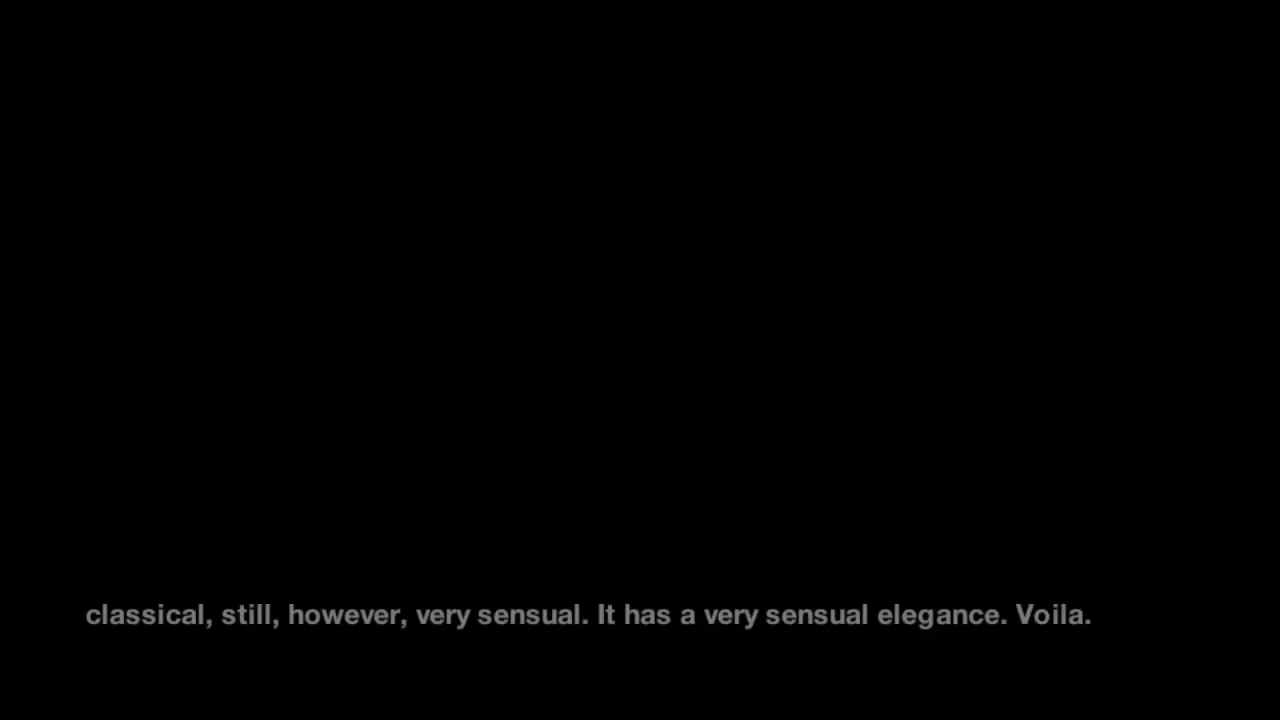 classical, still, however, very sensual. It has a very sensual elegance. Voila.